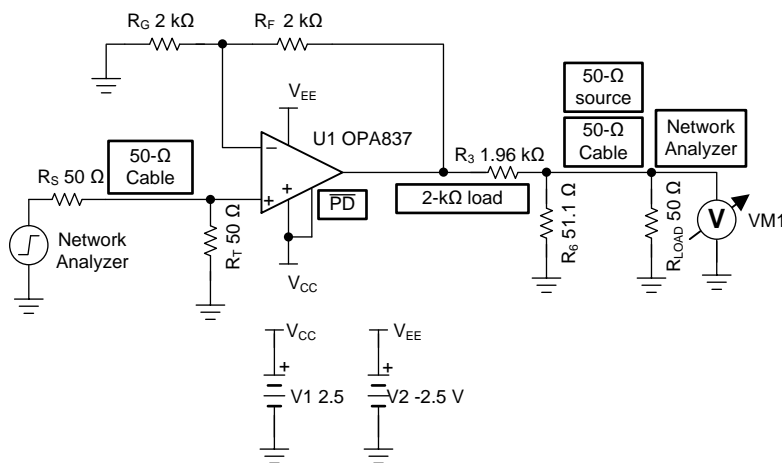 R_G 2 kΩ
R_F 2 kΩ
V_EE
U1 OPA837
50-Ω
source
50-Ω
Cable
Network
Analyzer
50-Ω
Cable
R_S 50 Ω
−
+
+
PD
R_3 1.96 kΩ
2-kΩ load
V
VM1
Network
Analyzer
R_T 50 Ω
R_6 51.1 Ω
R_LOAD 50 Ω
V_CC
V_CC
V_EE
+
+
V1 2.5
V2 -2.5 V